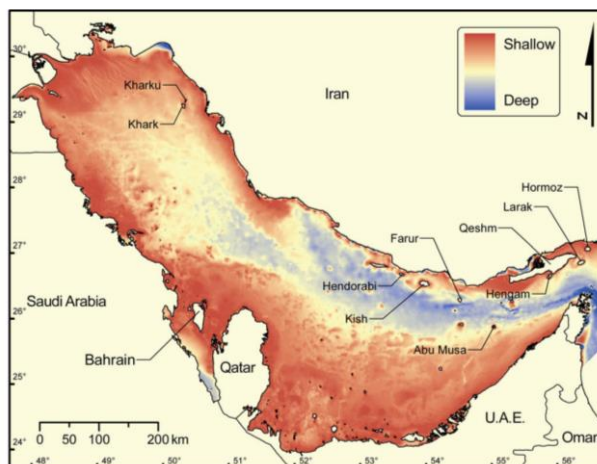 Shallow
Deep
N
Iran
Kharku
Khark
Hormoz
Larak
Qeshm
Farur
Hendorabi
Hengam
Kish
Saudi Arabia
Abu Musa
Bahrain
Qatar
U.A.E.
Oman
0 50 100 200
km
30°
29°
28°
27°
26°
25°
24°
48° 49° 50° 51° 52° 53° 54° 55° 56°